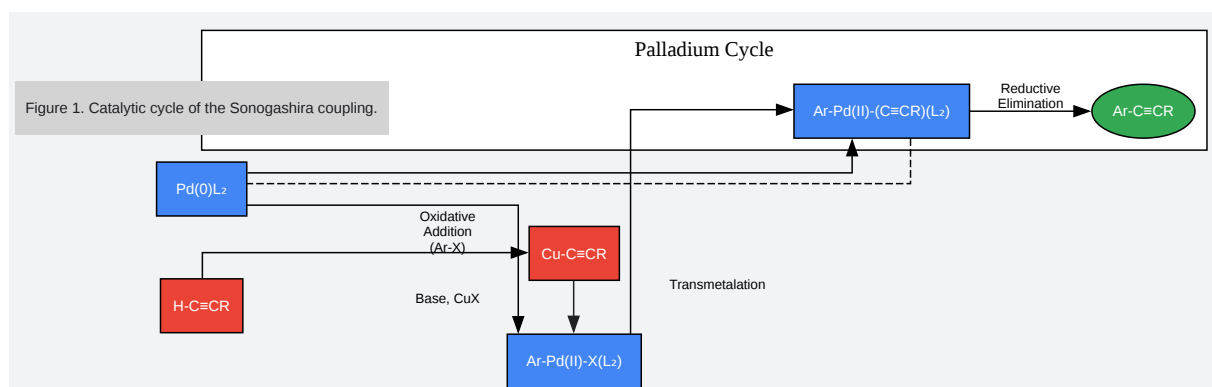 Palladium Cycle
Figure 1. Catalytic cycle of the Sonogashira coupling.
Ar-Pd(II)-(C≡CR)(L₂)
Reductive
Elimination
Ar-C≡CR
Pd(0)L₂
Oxidative
Addition
(Ar-X)
Cu-C≡CR
H-C≡CR
Base, CuX
Transmetalation
Ar-Pd(II)-X(L₂)